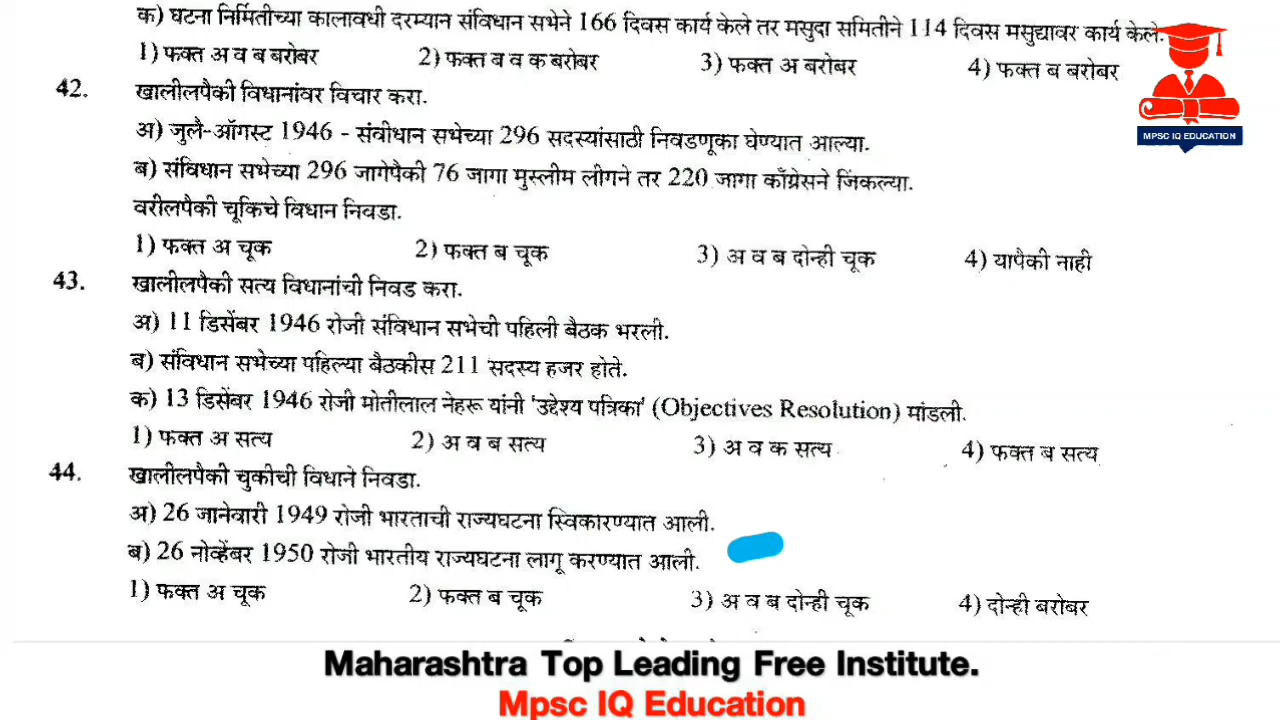 क) घटना निर्मितीच्या कालावधी दरम्यान संविधान सभेने 166 दिवस कार्य केले तर मसुदा समितीने 114 दिवस मसुद्यावर कार्य केले.
1) फक्त अ व ब बरोबर 2) फक्त ब व क बरोबर 3) फक्त अ बरोबर 4) फक्त ब बरोबर
MPSC IQ EDUCATION
42. खालीलपैकी विधानांवर विचार करा.
अ) जुलै-ऑगस्ट 1946 - संवीधान सभेच्या 296 सदस्यांसाठी निवडणूका घेण्यात आल्या.
ब) संविधान सभेच्या 296 जागेपैकी 76 जागा मुस्लीम लीगने तर 220 जागा काँग्रेसने जिंकल्या.
वरीलपैकी चूकिचे विधान निवडा.
1) फक्त अ चूक 2) फक्त ब चूक 3) अ व ब दोन्ही चूक 4) यापैकी नाही
43. खालीलपैकी सत्य विधानांची निवड करा.
अ) 11 डिसेंबर 1946 रोजी संविधान सभेची पहिली बैठक भरली.
ब) संविधान सभेच्या पहिल्या बैठकीस 211 सदस्य हजर होते.
क) 13 डिसेंबर 1946 रोजी मोतीलाल नेहरू यांनी 'उद्देश्य पत्रिका' (Objectives Resolution) मांडली.
1) फक्त अ सत्य 2) अ व ब सत्य 3) अ व क सत्य 4) फक्त ब सत्य
44. खालीलपैकी चुकीची विधाने निवडा.
अ) 26 जानेवारी 1949 रोजी भारताची राज्यघटना स्विकारण्यात आली.
ब) 26 नोव्हेंबर 1950 रोजी भारतीय राज्यघटना लागू करण्यात आली.
1) फक्त अ चूक 2) फक्त ब चूक 3) अ व ब दोन्ही चूक 4) दोन्ही बरोबर
Maharashtra Top Leading Free Institute.
Mpsc IQ Education